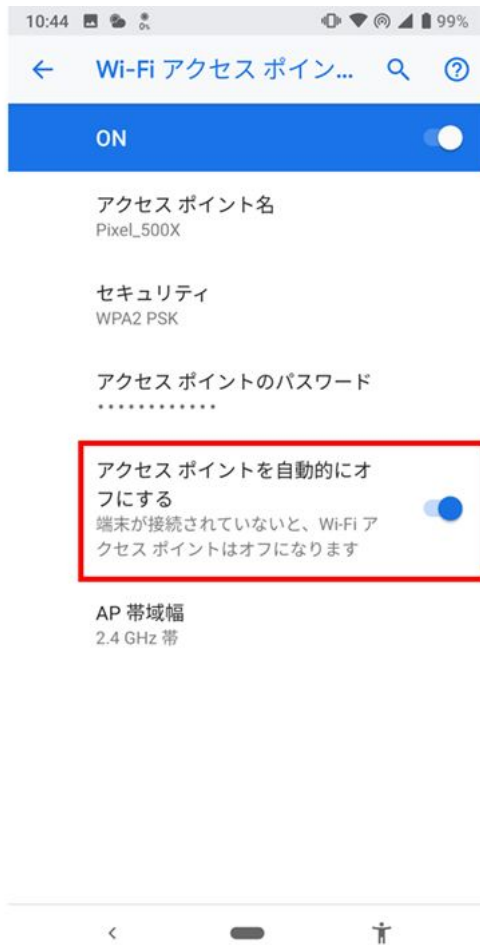 10:44 99%
Wi-Fi アクセス ポイン...
ON
アクセス ポイント名
Pixel_500X
セキュリティ
WPA2 PSK
アクセス ポイントのパスワード
••••••••••••
アクセス ポイントを自動的にオ
フにする
端末が接続されていないと、Wi-Fi ア
クセス ポイントはオフになります
AP 帯域幅
2.4 GHz 帯